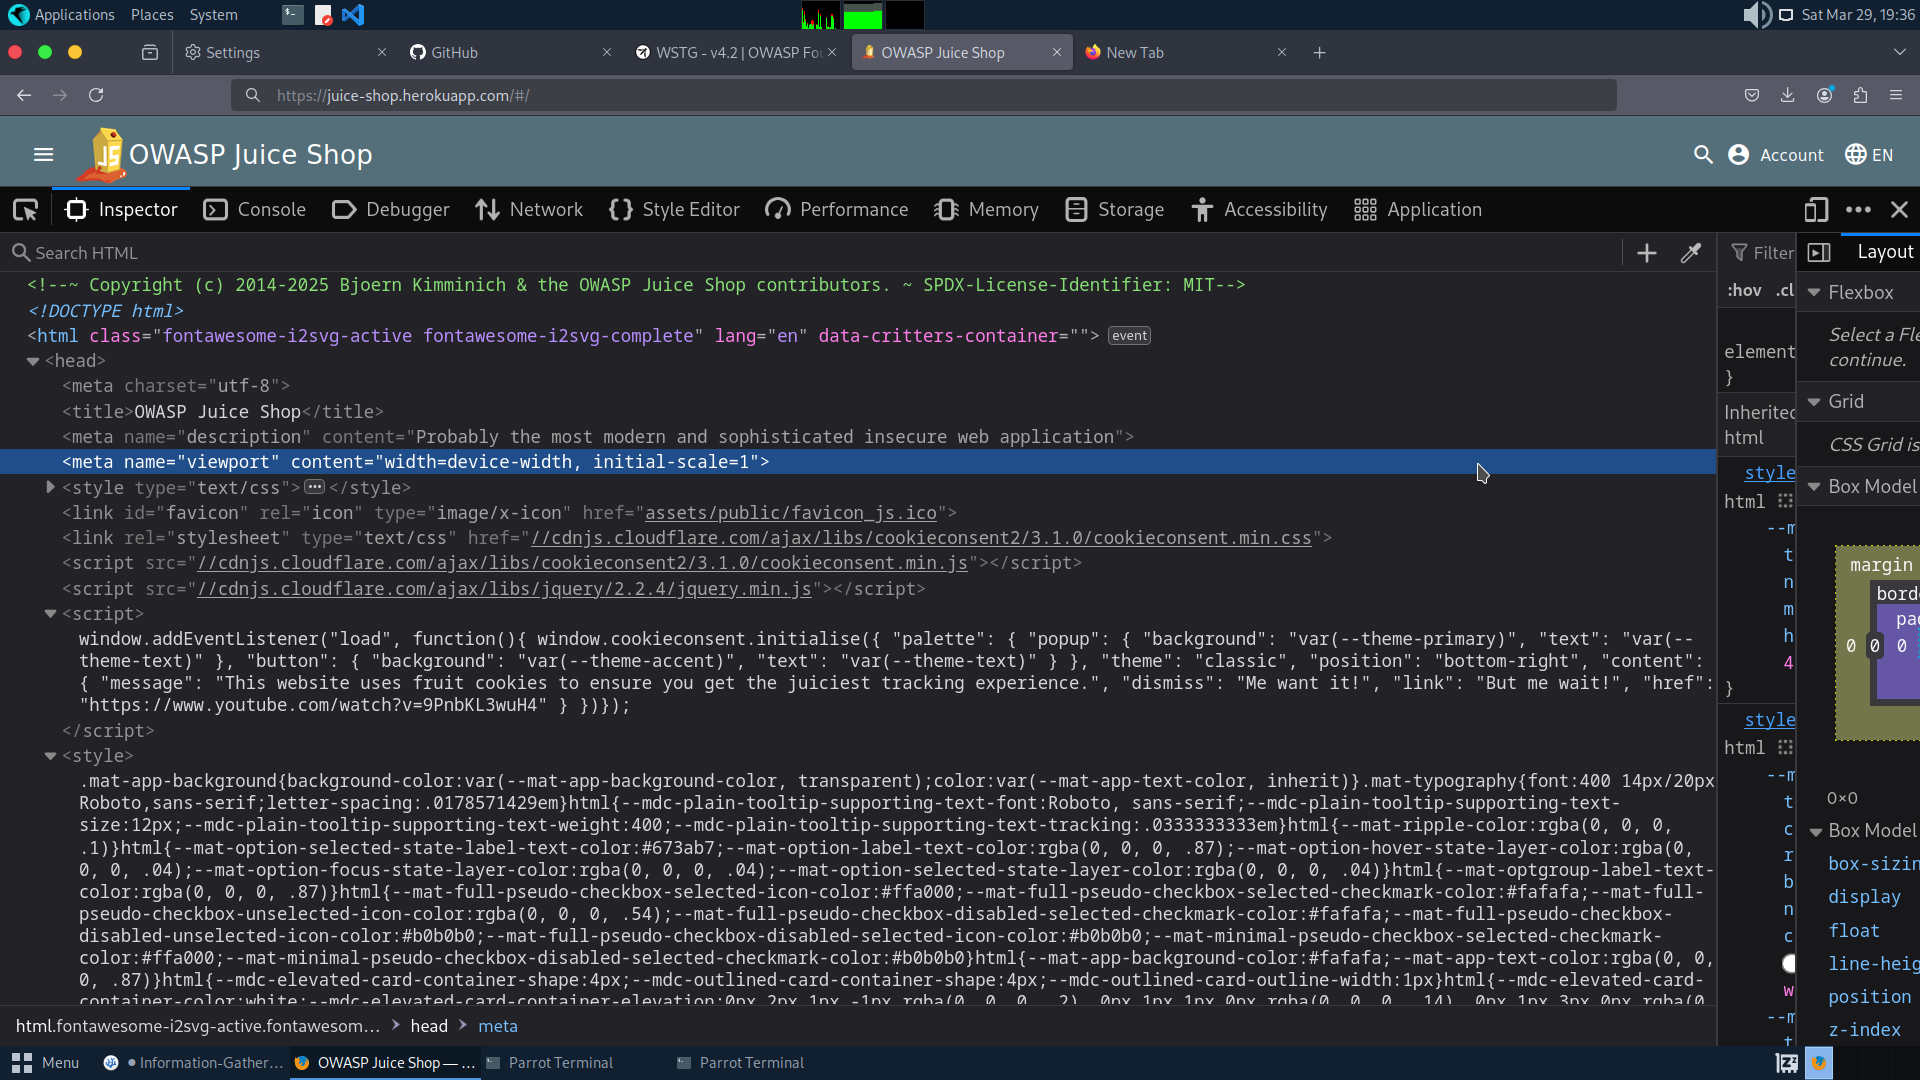 Applications Places System Sat Mar 29, 19:36
Settings GitHub WSTG - v4.2 | OWASP Fou OWASP Juice Shop New Tab
https://juice-shop.herokuapp.com/#/
OWASP Juice Shop Account EN
Inspector Console Debugger Network Style Editor Performance Memory Storage Accessibility Application
Search HTML
<!--~ Copyright (c) 2014-2025 Bjoern Kimminich & the OWASP Juice Shop contributors. ~ SPDX-License-Identifier: MIT-->
<!DOCTYPE html>
<html class="fontawesome-i2svg-active fontawesome-i2svg-complete" lang="en" data-critters-container=""> event
<head>
<meta charset="utf-8">
<title>OWASP Juice Shop</title>
<meta name="description" content="Probably the most modern and sophisticated insecure web application">
<meta name="viewport" content="width=device-width, initial-scale=1">
<style type="text/css">···</style>
<link id="favicon" rel="icon" type="image/x-icon" href="assets/public/favicon_js.ico">
<link rel="stylesheet" type="text/css" href="//cdnjs.cloudflare.com/ajax/libs/cookieconsent2/3.1.0/cookieconsent.min.css">
<script src="//cdnjs.cloudflare.com/ajax/libs/cookieconsent2/3.1.0/cookieconsent.min.js"></script>
<script src="//cdnjs.cloudflare.com/ajax/libs/jquery/2.2.4/jquery.min.js"></script>
<script>
window.addEventListener("load", function(){ window.cookieconsent.initialise({ "palette": { "popup": { "background": "var(--theme-primary)", "text": "var(--
theme-text)" }, "button": { "background": "var(--theme-accent)", "text": "var(--theme-text)" } }, "theme": "classic", "position": "bottom-right", "content":
{ "message": "This website uses fruit cookies to ensure you get the juiciest tracking experience.", "dismiss": "Me want it!", "link": "But me wait!", "href":
"https://www.youtube.com/watch?v=9PnbKL3wuH4" } })});
</script>
<style>
.mat-app-background{background-color:var(--mat-app-background-color, transparent);color:var(--mat-app-text-color, inherit)}.mat-typography{font:400 14px/20px
Roboto,sans-serif;letter-spacing:.0178571429em}html{--mdc-plain-tooltip-supporting-text-font:Roboto, sans-serif;--mdc-plain-tooltip-supporting-text-
size:12px;--mdc-plain-tooltip-supporting-text-weight:400;--mdc-plain-tooltip-supporting-text-tracking:.0333333333em}html{--mat-ripple-color:rgba(0, 0, 0,
.1)}html{--mat-option-selected-state-label-text-color:#673ab7;--mat-option-label-text-color:rgba(0, 0, 0, .87);--mat-option-hover-state-layer-color:rgba(0,
0, 0, .04);--mat-option-focus-state-layer-color:rgba(0, 0, 0, .04);--mat-option-selected-state-layer-color:rgba(0, 0, 0, .04)}html{--mat-optgroup-label-text-
color:rgba(0, 0, 0, .87)}html{--mat-full-pseudo-checkbox-selected-icon-color:#ffa000;--mat-full-pseudo-checkbox-selected-checkmark-color:#fafafa;--mat-full-
pseudo-checkbox-unselected-icon-color:rgba(0, 0, 0, .54);--mat-full-pseudo-checkbox-disabled-selected-checkmark-color:#fafafa;--mat-full-pseudo-checkbox-
disabled-unselected-icon-color:#b0b0b0;--mat-full-pseudo-checkbox-disabled-selected-icon-color:#b0b0b0;--mat-minimal-pseudo-checkbox-selected-checkmark-
color:#ffa000;--mat-minimal-pseudo-checkbox-disabled-selected-checkmark-color:#b0b0b0}html{--mat-app-background-color:#fafafa;--mat-app-text-color:rgba(0, 0,
0, .87)}html{--mdc-elevated-card-container-shape:4px;--mdc-outlined-card-container-shape:4px;--mdc-outlined-card-outline-width:1px}html{--mdc-elevated-card-
container-color:white;--mdc-elevated-card-container-elevation:0px 2px 1px -1px rgba(0, 0, 0, .2), 0px 1px 1px 0px rgba(0, 0, 0, .14), 0px 1px 3px 0px rgba(0,
html.fontawesome-i2svg-active.fontawesom… head meta
Filter
:hov .cl
element
}
Inherited
html
style
html
--m
t
n
m
h
4
}
style
html
--m
t
c
r
b
n
c
w
--m
t
Layout
Flexbox
Select a Fle
continue.
Grid
CSS Grid is
Box Model
margin
borde
pad
0 0 0
0×0
Box Model
box-sizin
display
float
line-heig
position
z-index
Menu Information-Gather… OWASP Juice Shop — … Parrot Terminal Parrot Terminal